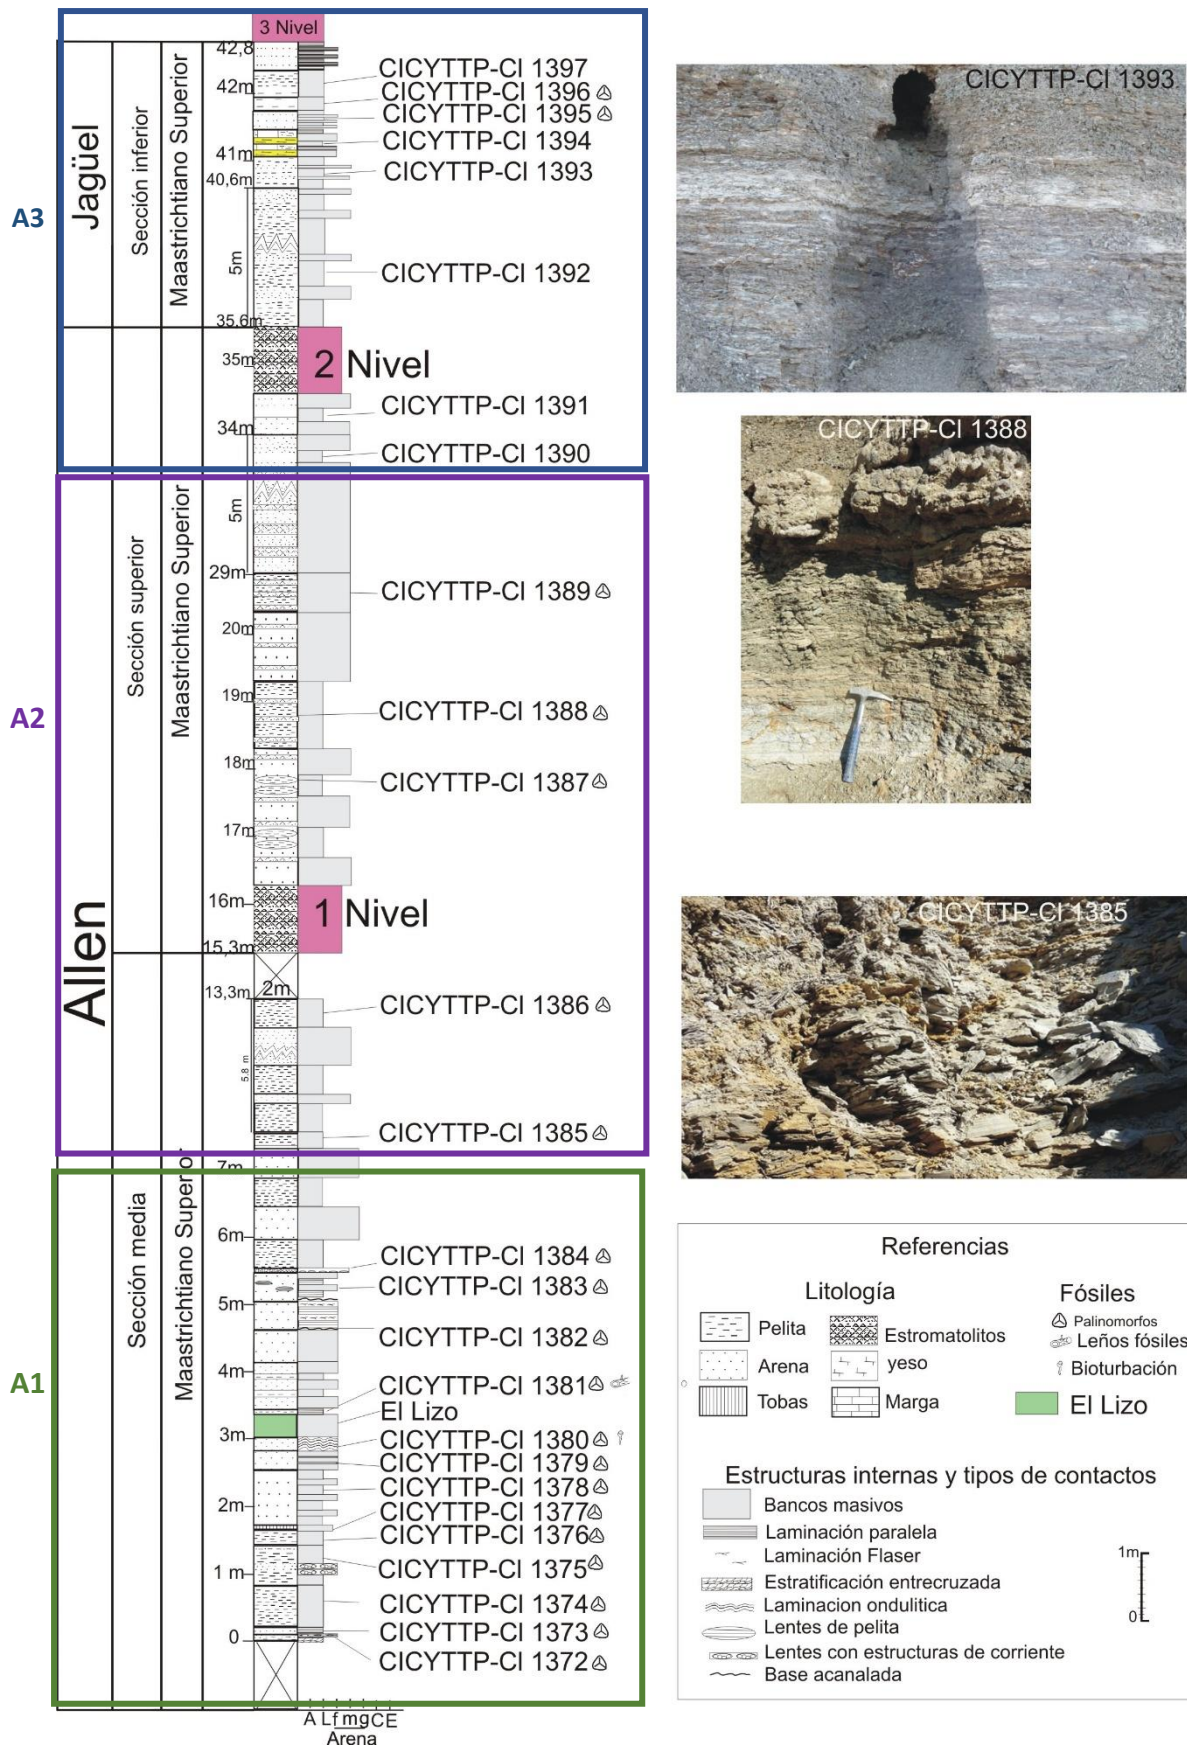 3 Nivel
42,8
CICYTTP-CI 1397
42m
CICYTTP-CI 1396
CICYTTP-CI 1395
CICYTTP-CI 1394
41m
CICYTTP-CI 1393
40,6m
Jagüel
Sección inferior
Maastrichtiano Superior
A3
5m
CICYTTP-CI 1392
35.6m
35m
2 Nivel
CICYTTP-CI 1391
34m
CICYTTP-CI 1390
5m
29m
CICYTTP-CI 1389
20m
Sección superior
Maastrichtiano Superior
19m
A2
CICYTTP-CI 1388
18m
CICYTTP-CI 1387
17m
16m
1 Nivel
15,3m
Allen
2m
13,3m
CICYTTP-CI 1386
5.8 m
CICYTTP-CI 1385
7m
Sección media
Maastrichtiano Superior
6m
CICYTTP-CI 1384
CICYTTP-CI 1383
5m
CICYTTP-CI 1382
4m
A1
CICYTTP-CI 1381
El Lizo
3m
CICYTTP-CI 1380
CICYTTP-CI 1379
CICYTTP-CI 1378
2m
CICYTTP-CI 1377
CICYTTP-CI 1376
CICYTTP-CI 1375
1 m
CICYTTP-CI 1374
CICYTTP-CI 1373
0
CICYTTP-CI 1372
A L f m g C E
Arena
CICYTTP-CI 1393
CICYTTP-CI 1388
CICYTTP-CI 1385
Referencias
Litología
Fósiles
Pelita
Estromatolitos
Palinomorfos
Leños fósiles
Arena
yeso
Bioturbación
Tobas
Marga
El Lizo
Estructuras internas y tipos de contactos
Bancos masivos
Laminación paralela
Laminación Flaser
Estratificación entrecruzada
Laminacion ondulitica
Lentes de pelita
Lentes con estructuras de corriente
Base acanalada
1m
0